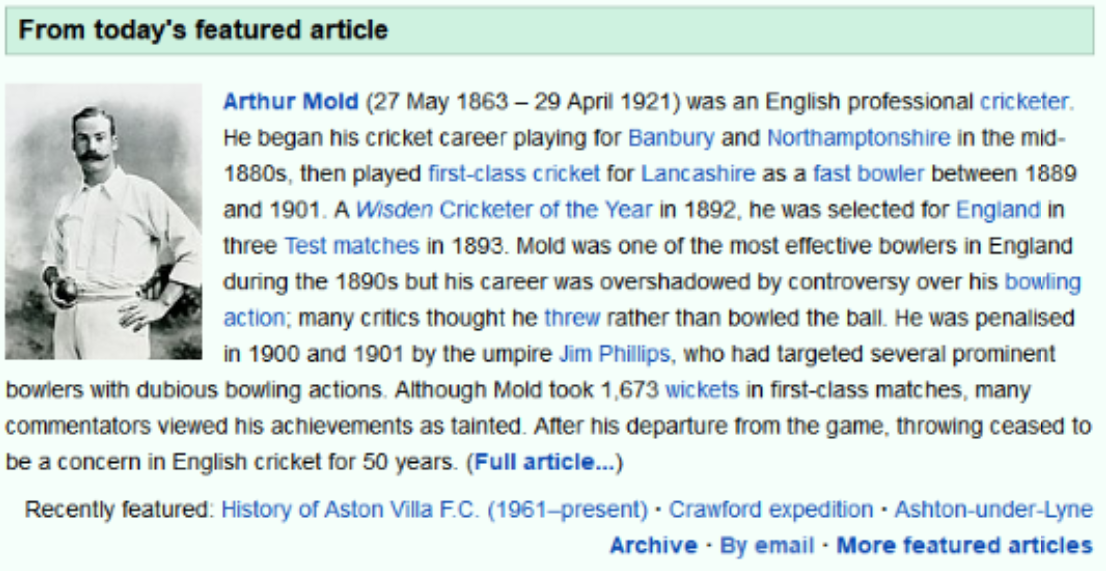 From today's featured article
Arthur Mold (27 May 1863 – 29 April 1921) was an English professional cricketer.
He began his cricket career playing for Banbury and Northamptonshire in the mid-
1880s, then played first-class cricket for Lancashire as a fast bowler between 1889
and 1901. A Wisden Cricketer of the Year in 1892, he was selected for England in
three Test matches in 1893. Mold was one of the most effective bowlers in England
during the 1890s but his career was overshadowed by controversy over his bowling
action; many critics thought he threw rather than bowled the ball. He was penalised
in 1900 and 1901 by the umpire Jim Phillips, who had targeted several prominent
bowlers with dubious bowling actions. Although Mold took 1,673 wickets in first-class matches, many
commentators viewed his achievements as tainted. After his departure from the game, throwing ceased to
be a concern in English cricket for 50 years. (Full article...)
Recently featured: History of Aston Villa F.C. (1961–present) · Crawford expedition · Ashton-under-Lyne
Archive · By email · More featured articles